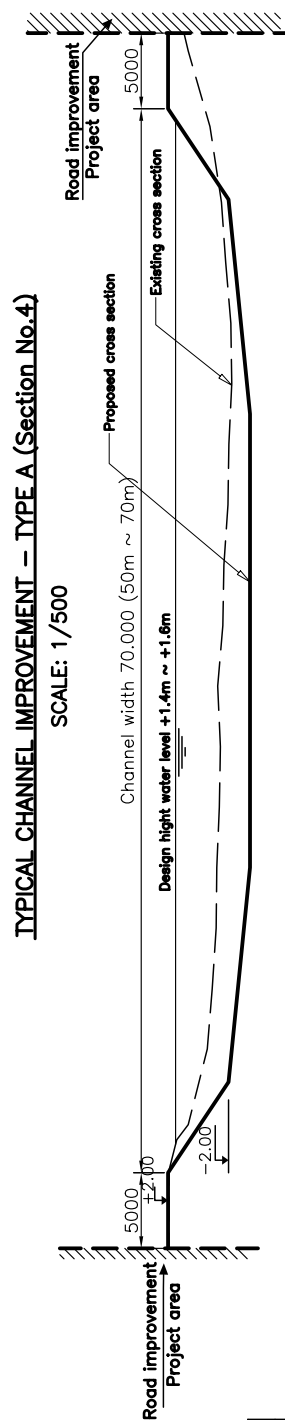 TYPICAL CHANNEL IMPROVEMENT – TYPE A (Section No.4)
SCALE: 1/500
Road improvement
Project area
Road improvement
Project area
5000
Channel width 70.000 (50m ~ 70m)
5000
Proposed cross section
Existing cross section
Design hight water level +1.4m ~ +1.6m
+2.00
-2.00